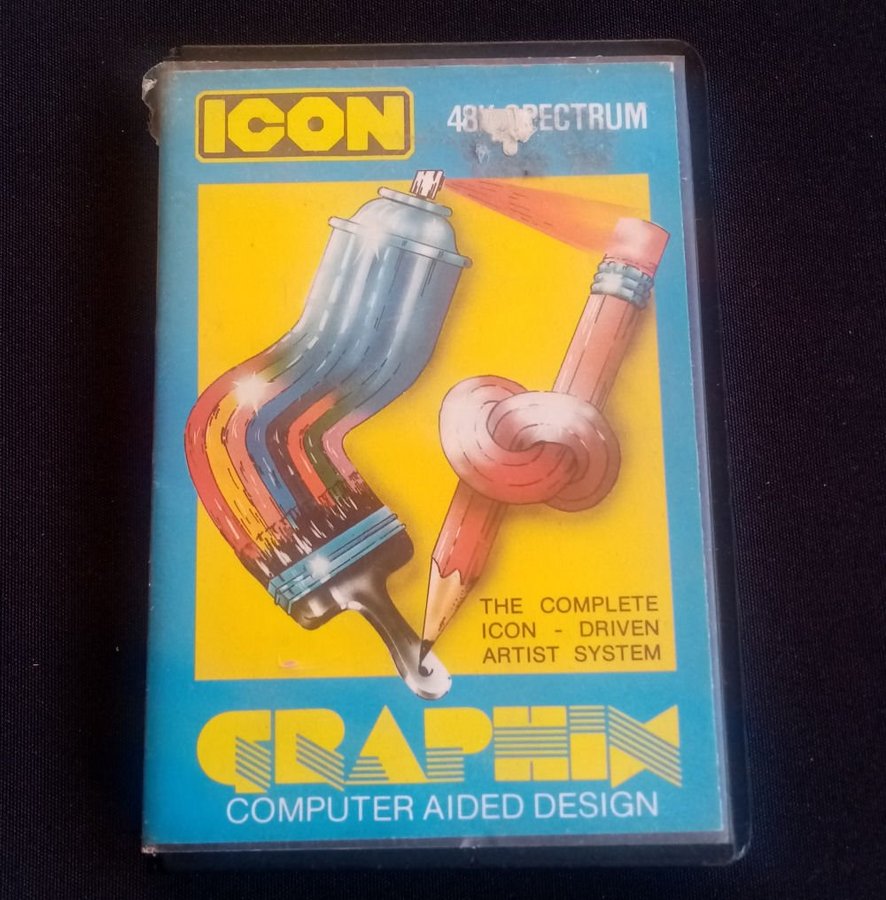 ICON
48K SPECTRUM
THE COMPLETE
ICON - DRIVEN
ARTIST SYSTEM
GRAPHIX
COMPUTER AIDED DESIGN